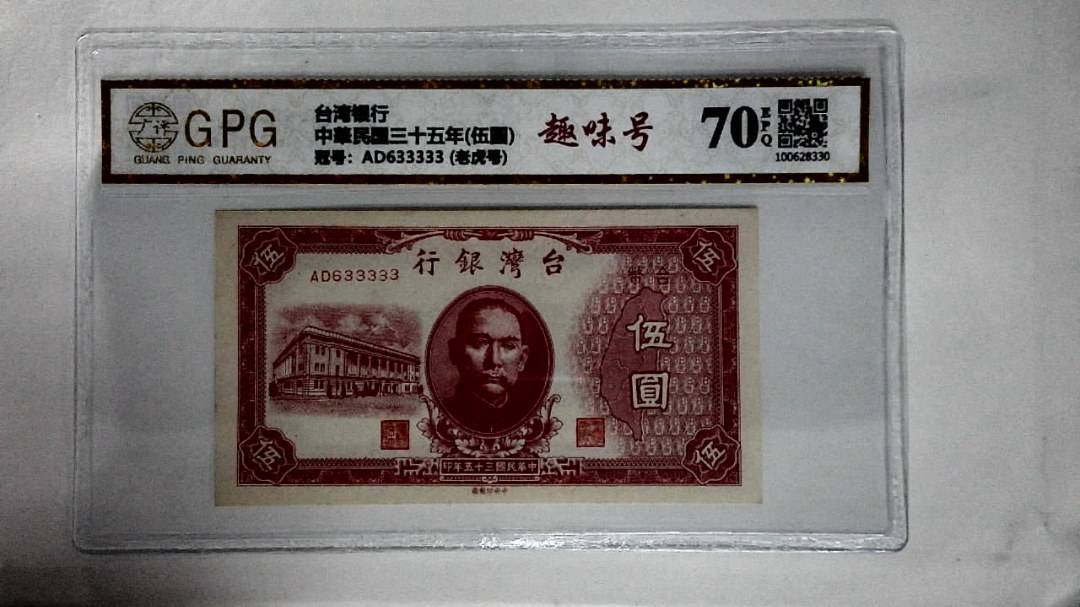 GPG
GUANG PING GUARANTY
台湾银行
中華民國三十五年(伍圓)
冠号：AD633333 (老虎号)
趣味号
70 EPQ
100628330
伍
伍
行銀灣台
AD633333
幣台
伍圓
伍
伍
印年五十三國民華中